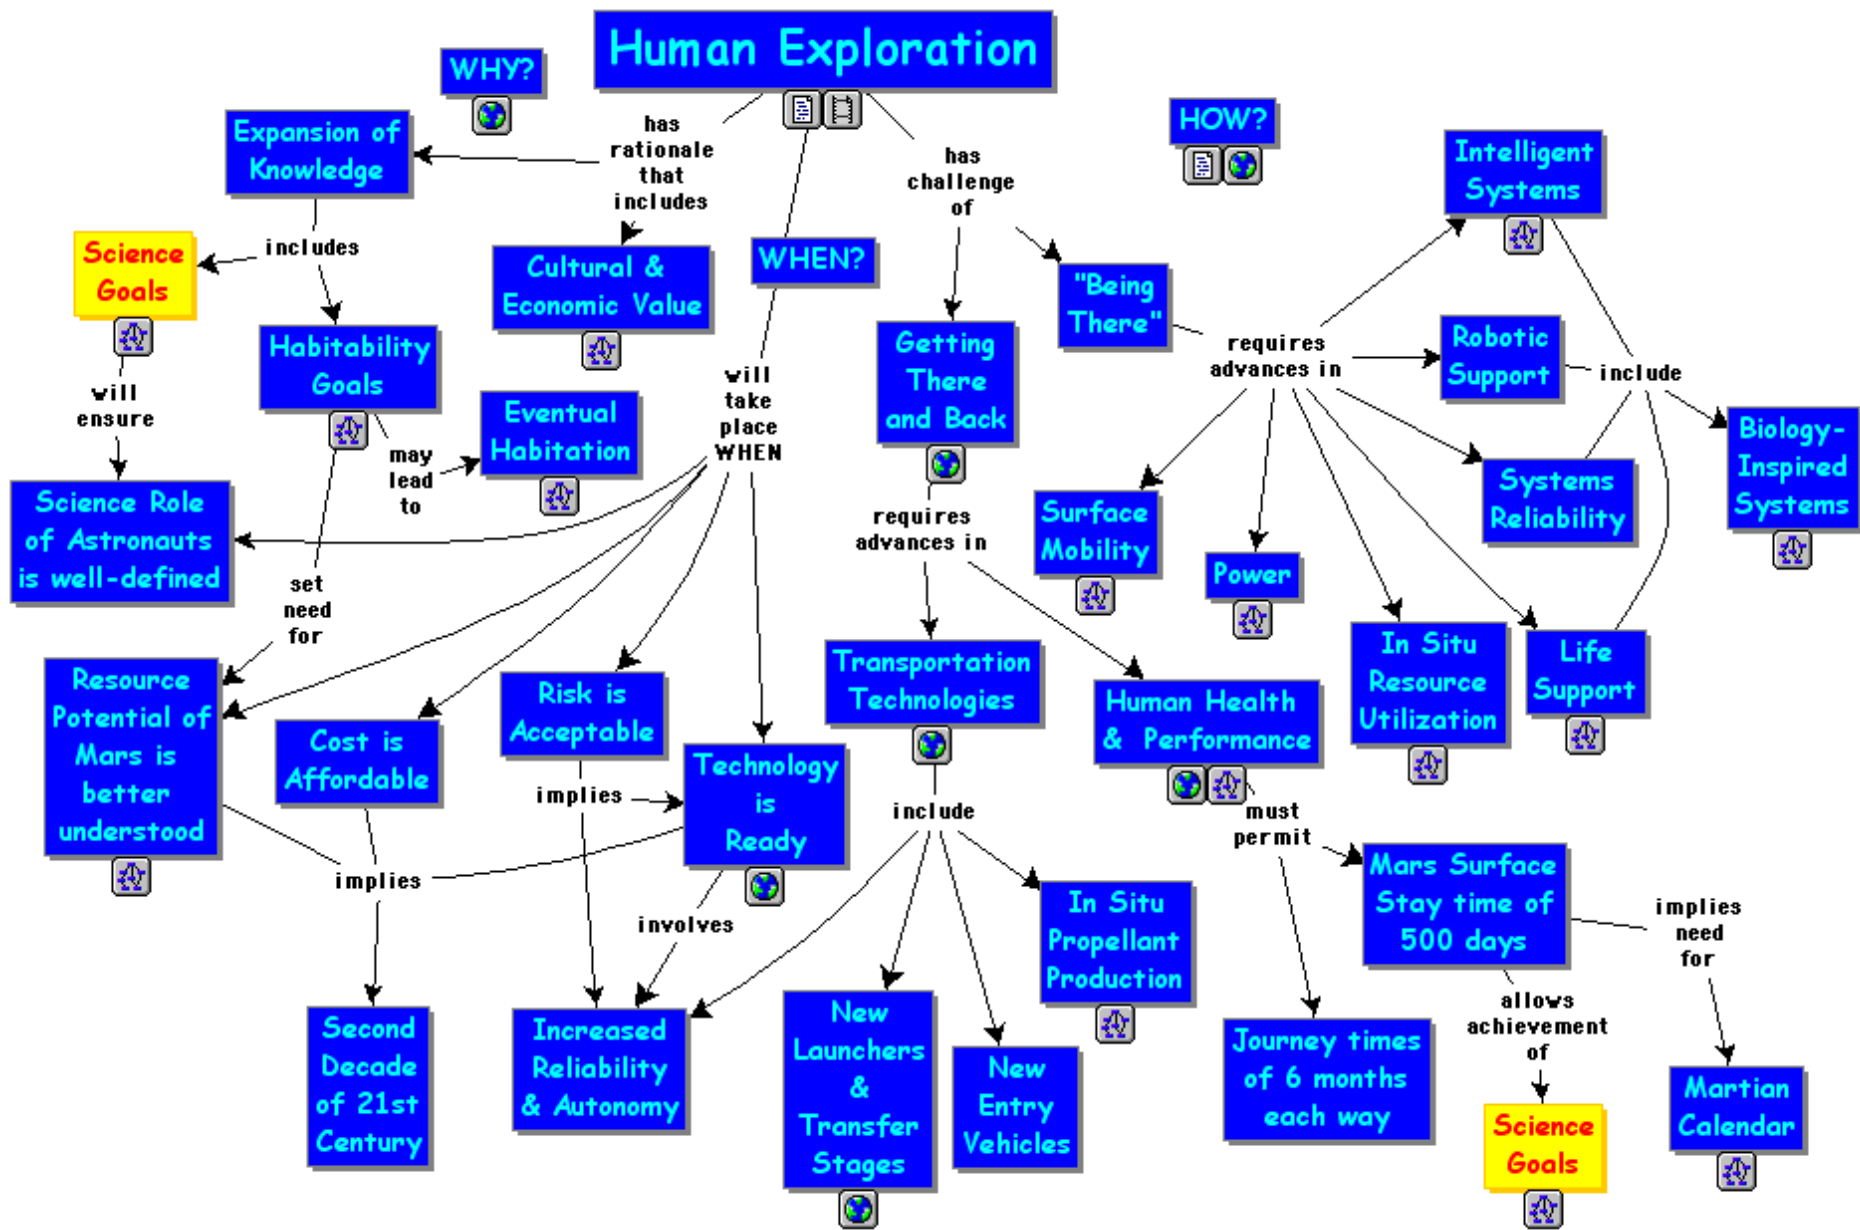 Human Exploration
WHY?
HOW?
Expansion of
Knowledge
has
rationale
that
includes
has
challenge
of
Intelligent
Systems
Science
Goals
includes
Cultural &
Economic Value
WHEN?
"Being
There"
Habitability
Goals
Getting
There
and Back
requires
advances in
Robotic
Support
include
will
ensure
may
lead
to
Eventual
Habitation
will
take
place
WHEN
Biology-
Inspired
Systems
Systems
Reliability
Science Role
of Astronauts
is well-defined
requires
advances in
Surface
Mobility
Power
set
need
for
In Situ
Resource
Utilization
Life
Support
Resource
Potential of
Mars is
better
understood
Cost is
Affordable
Risk is
Acceptable
Transportation
Technologies
Human Health
& Performance
Technology
is
Ready
implies
include
must
permit
implies
involves
In Situ
Propellant
Production
Mars Surface
Stay time of
500 days
implies
need
for
Second
Decade
of 21st
Century
Increased
Reliability
& Autonomy
New
Launchers
&
Transfer
Stages
New
Entry
Vehicles
Journey times
of 6 months
each way
allows
achievement
of
Science
Goals
Martian
Calendar